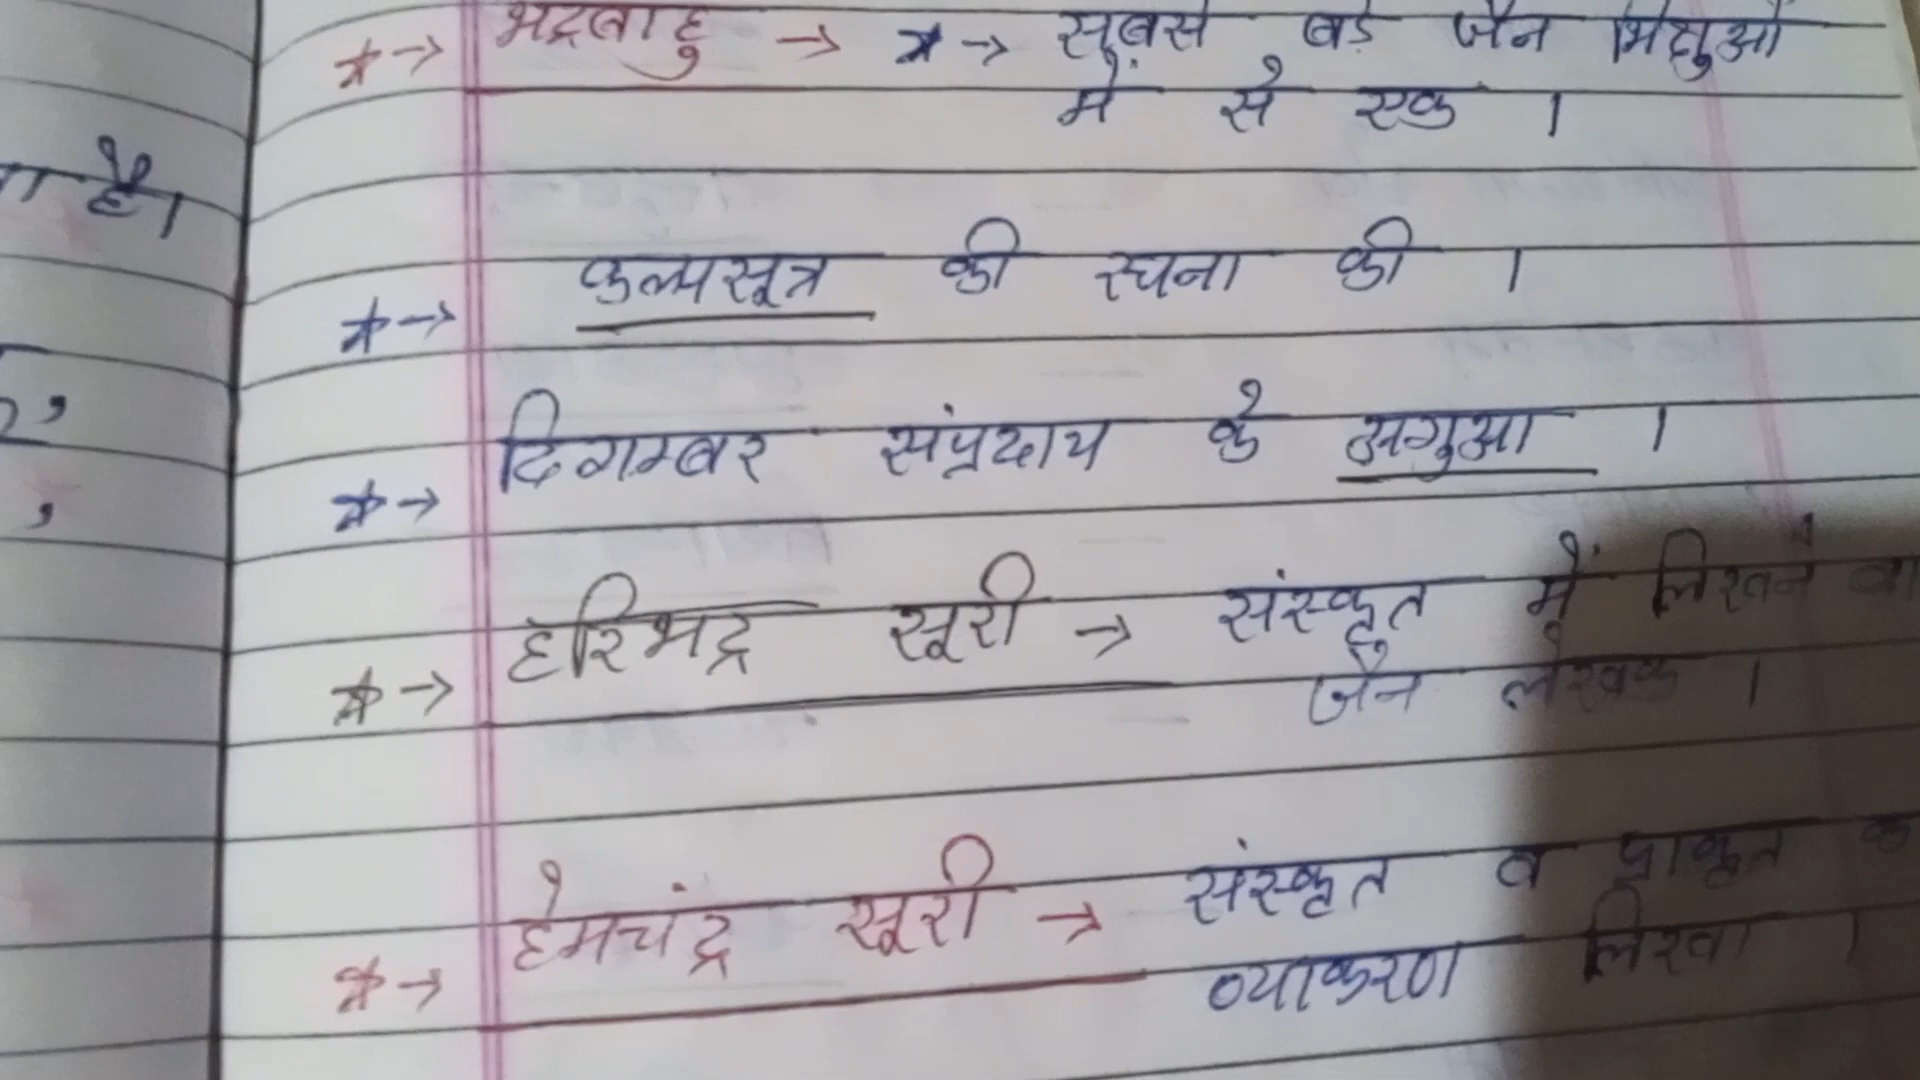 ा है।
*→ भद्रबाहु → *→ सबसे बड़े जैन भिक्षुओं
में से एक ।
*→ कल्पसूत्र की रचना की ।
*→ दिगम्बर संप्रदाय के अगुआ ।
*→ हरिभद्र सूरी → संस्कृत में लिखने वा
जैन लेखक ।
*→ हेमचंद्र सूरी → संस्कृत व प्राकृत क
व्याकरण लिखा ।